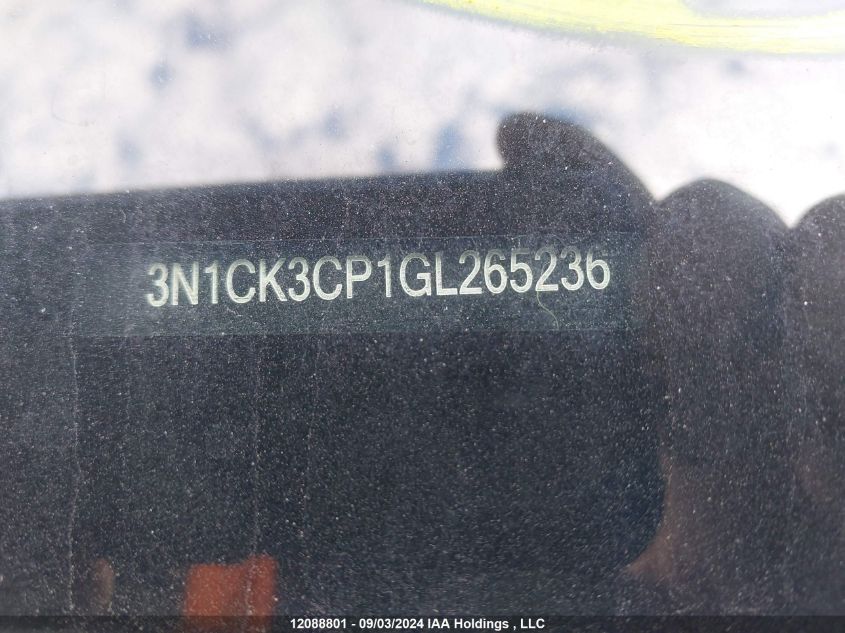 3N1CK3CP1GL265236
12088801 - 09/03/2024 IAA Holdings , LLC